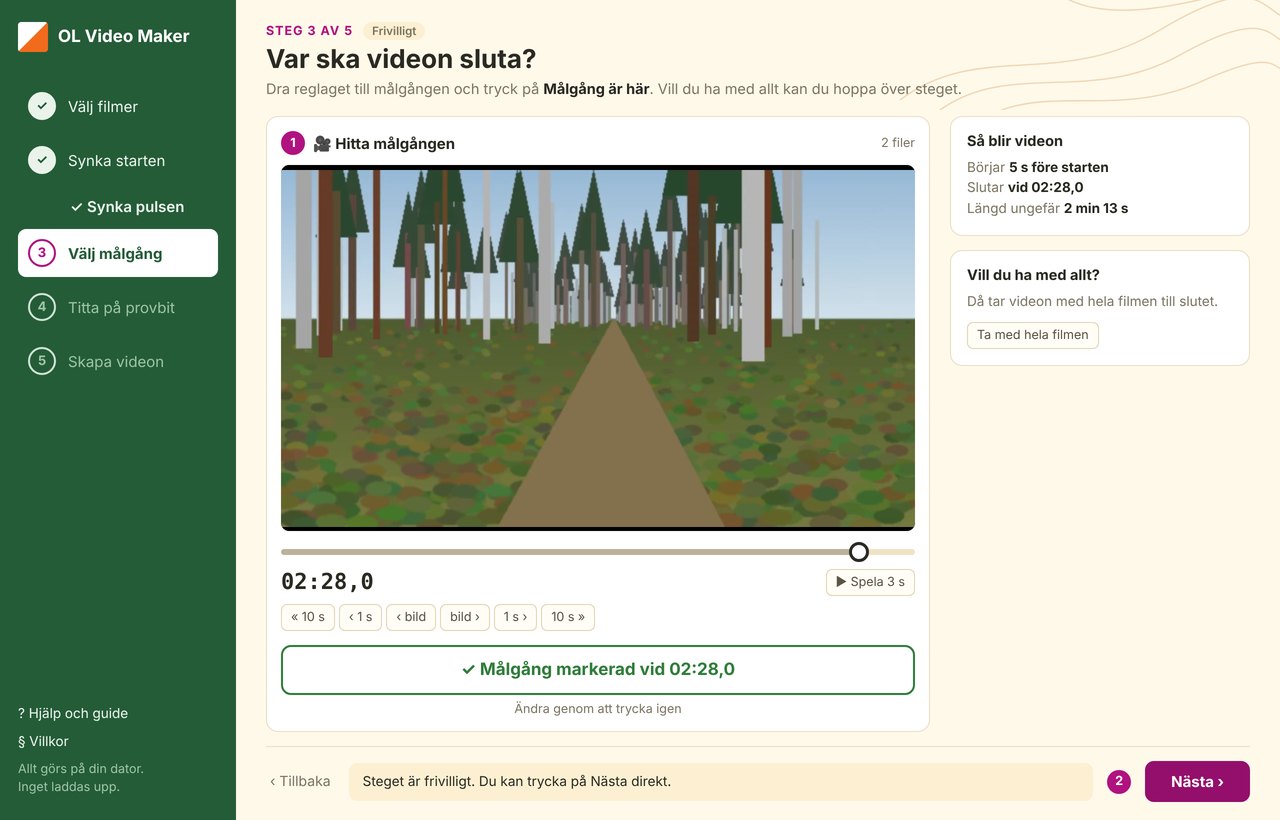 OL Video Maker
✓ Välj filmer
✓ Synka starten
✓ Synka pulsen
3 Välj målgång
4 Titta på provbit
5 Skapa videon
? Hjälp och guide
§ Villkor
Allt görs på din dator.
Inget laddas upp.
STEG 3 AV 5 Frivilligt
Var ska videon sluta?
Dra reglaget till målgången och tryck på Målgång är här. Vill du ha med allt kan du hoppa över steget.
1 🎥 Hitta målgången 2 filer
02:28,0 ▶ Spela 3 s
« 10 s ‹ 1 s ‹ bild bild › 1 s › 10 s »
✓ Målgång markerad vid 02:28,0
Ändra genom att trycka igen
Så blir videon
Börjar 5 s före starten
Slutar vid 02:28,0
Längd ungefär 2 min 13 s
Vill du ha med allt?
Då tar videon med hela filmen till slutet.
Ta med hela filmen
‹ Tillbaka Steget är frivilligt. Du kan trycka på Nästa direkt. 2 Nästa ›